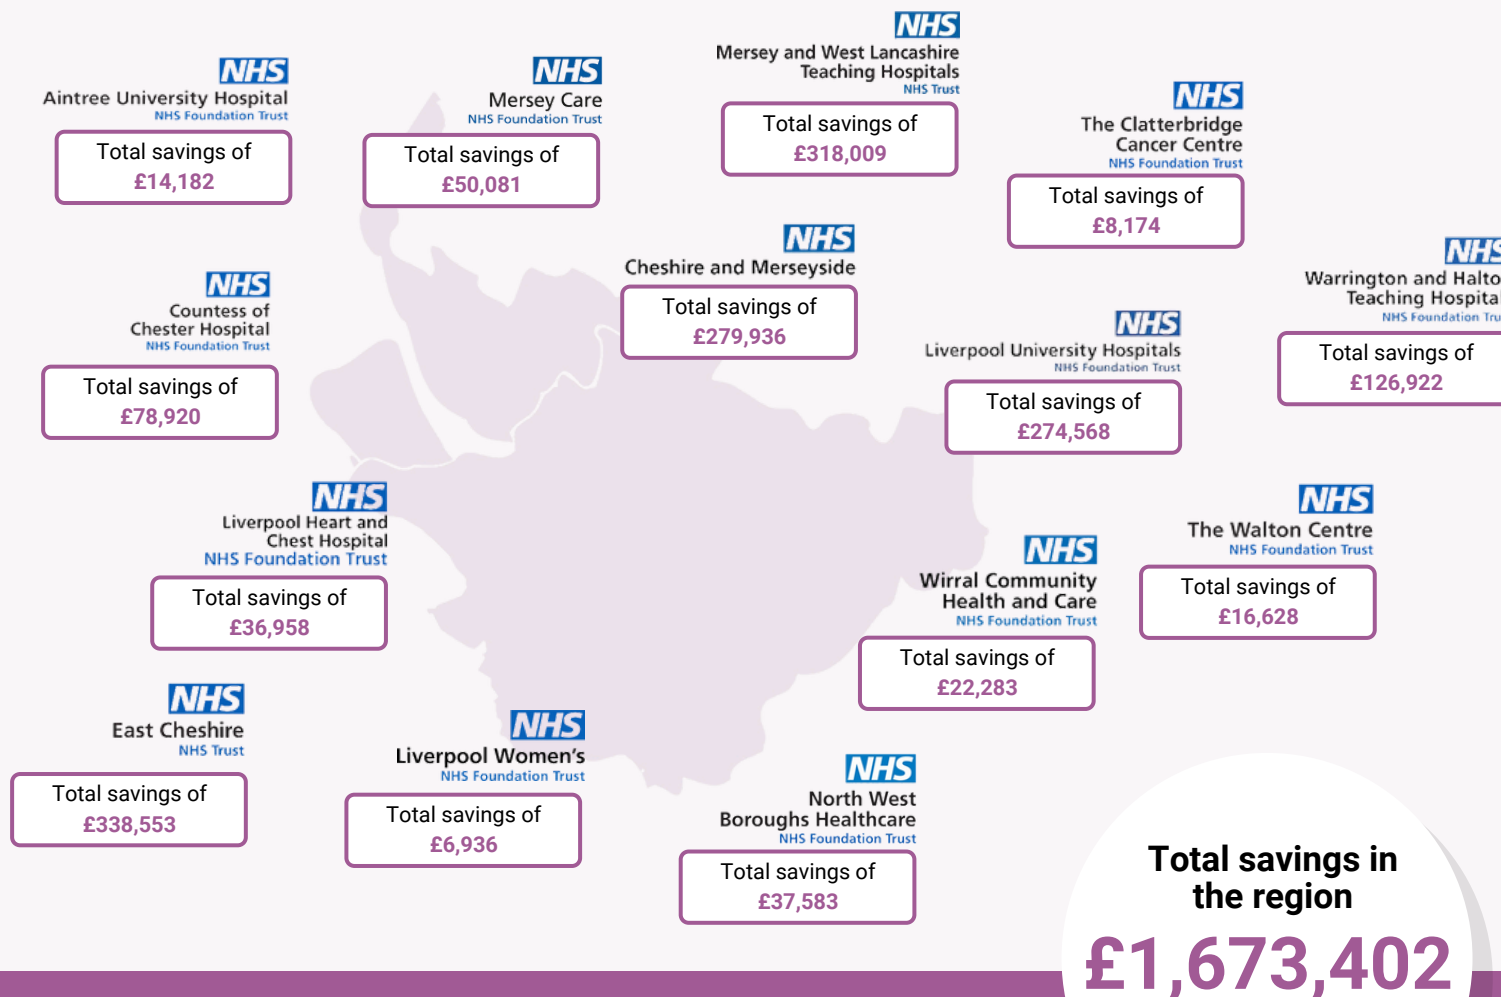 NHS
Aintree University Hospital
NHS Foundation Trust
Total savings of
£14,182
NHS
Mersey Care
NHS Foundation Trust
Total savings of
£50,081
NHS
Mersey and West Lancashire
Teaching Hospitals
NHS Trust
Total savings of
£318,009
NHS
The Clatterbridge
Cancer Centre
NHS Foundation Trust
Total savings of
£8,174
NHS
Countess of
Chester Hospital
NHS Foundation Trust
Total savings of
£78,920
NHS
Cheshire and Merseyside
Total savings of
£279,936
NHS
Liverpool University Hospitals
NHS Foundation Trust
Total savings of
£274,568
NHS
Warrington and Halto
Teaching Hospita
NHS Foundation Tru
Total savings of
£126,922
NHS
Liverpool Heart and
Chest Hospital
NHS Foundation Trust
Total savings of
£36,958
NHS
Wirral Community
Health and Care
NHS Foundation Trust
Total savings of
£22,283
NHS
The Walton Centre
NHS Foundation Trust
Total savings of
£16,628
NHS
East Cheshire
NHS Trust
Total savings of
£338,553
NHS
Liverpool Women's
NHS Foundation Trust
Total savings of
£6,936
NHS
North West
Boroughs Healthcare
NHS Foundation Trust
Total savings of
£37,583
Total savings in
the region
£1,673,402